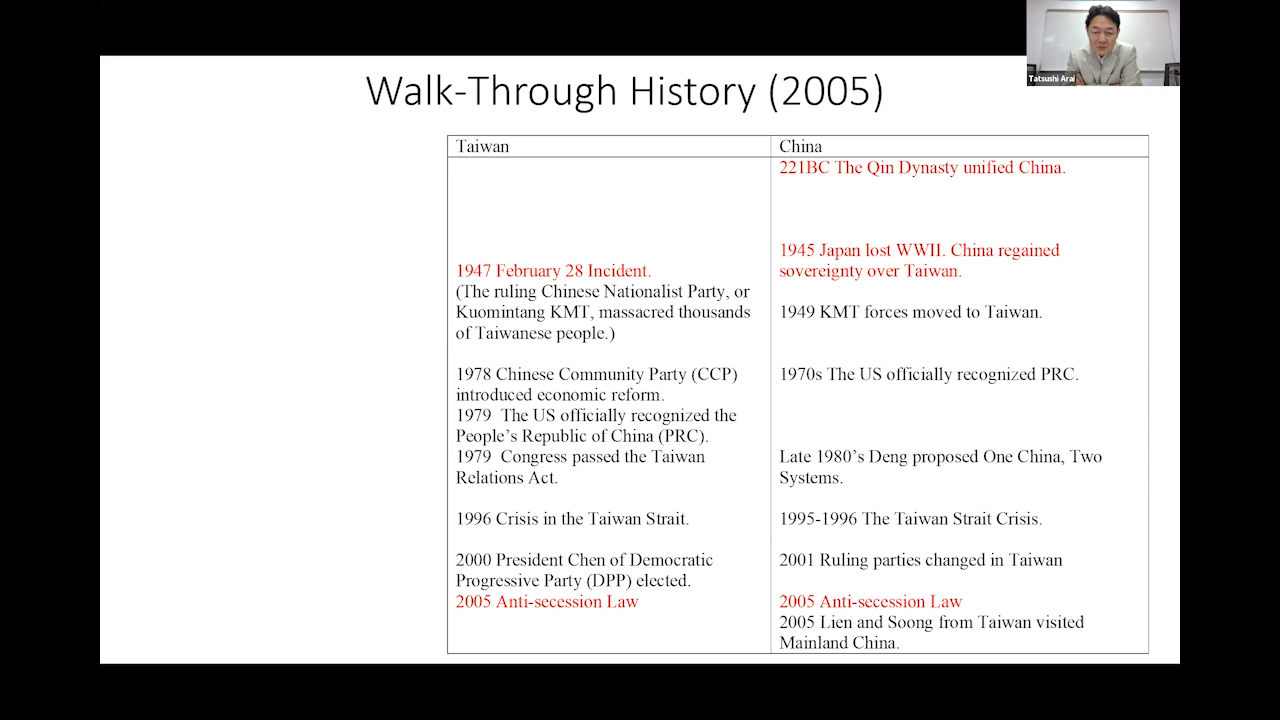 Tatsushi Arai
Walk-Through History (2005)
Taiwan
1947 February 28 Incident.
(The ruling Chinese Nationalist Party, or
Kuomintang KMT, massacred thousands
of Taiwanese people.)
1978 Chinese Community Party (CCP)
introduced economic reform.
1979 The US officially recognized the
People's Republic of China (PRC).
1979 Congress passed the Taiwan
Relations Act.
1996 Crisis in the Taiwan Strait.
2000 President Chen of Democratic
Progressive Party (DPP) elected.
2005 Anti-secession Law
China
221BC The Qin Dynasty unified China.
1945 Japan lost WWII. China regained
sovereignty over Taiwan.
1949 KMT forces moved to Taiwan.
1970s The US officially recognized PRC.
Late 1980's Deng proposed One China, Two
Systems.
1995-1996 The Taiwan Strait Crisis.
2001 Ruling parties changed in Taiwan
2005 Anti-secession Law
2005 Lien and Soong from Taiwan visited
Mainland China.